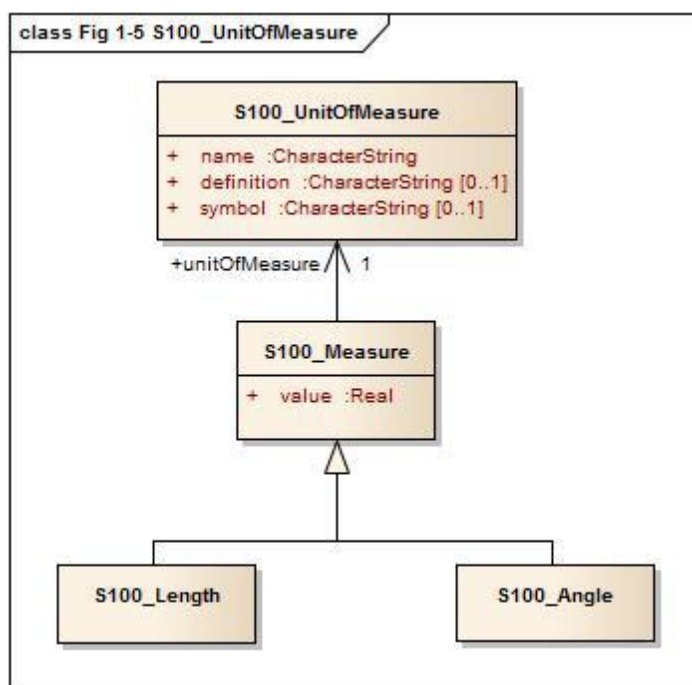 class Fig 1-5 S100_UnitOfMeasure
S100_UnitOfMeasure
+ name :CharacterString
+ definition :CharacterString [0..1]
+ symbol :CharacterString [0..1]
+unitOfMeasure 1
S100_Measure
+ value :Real
S100_Length S100_Angle